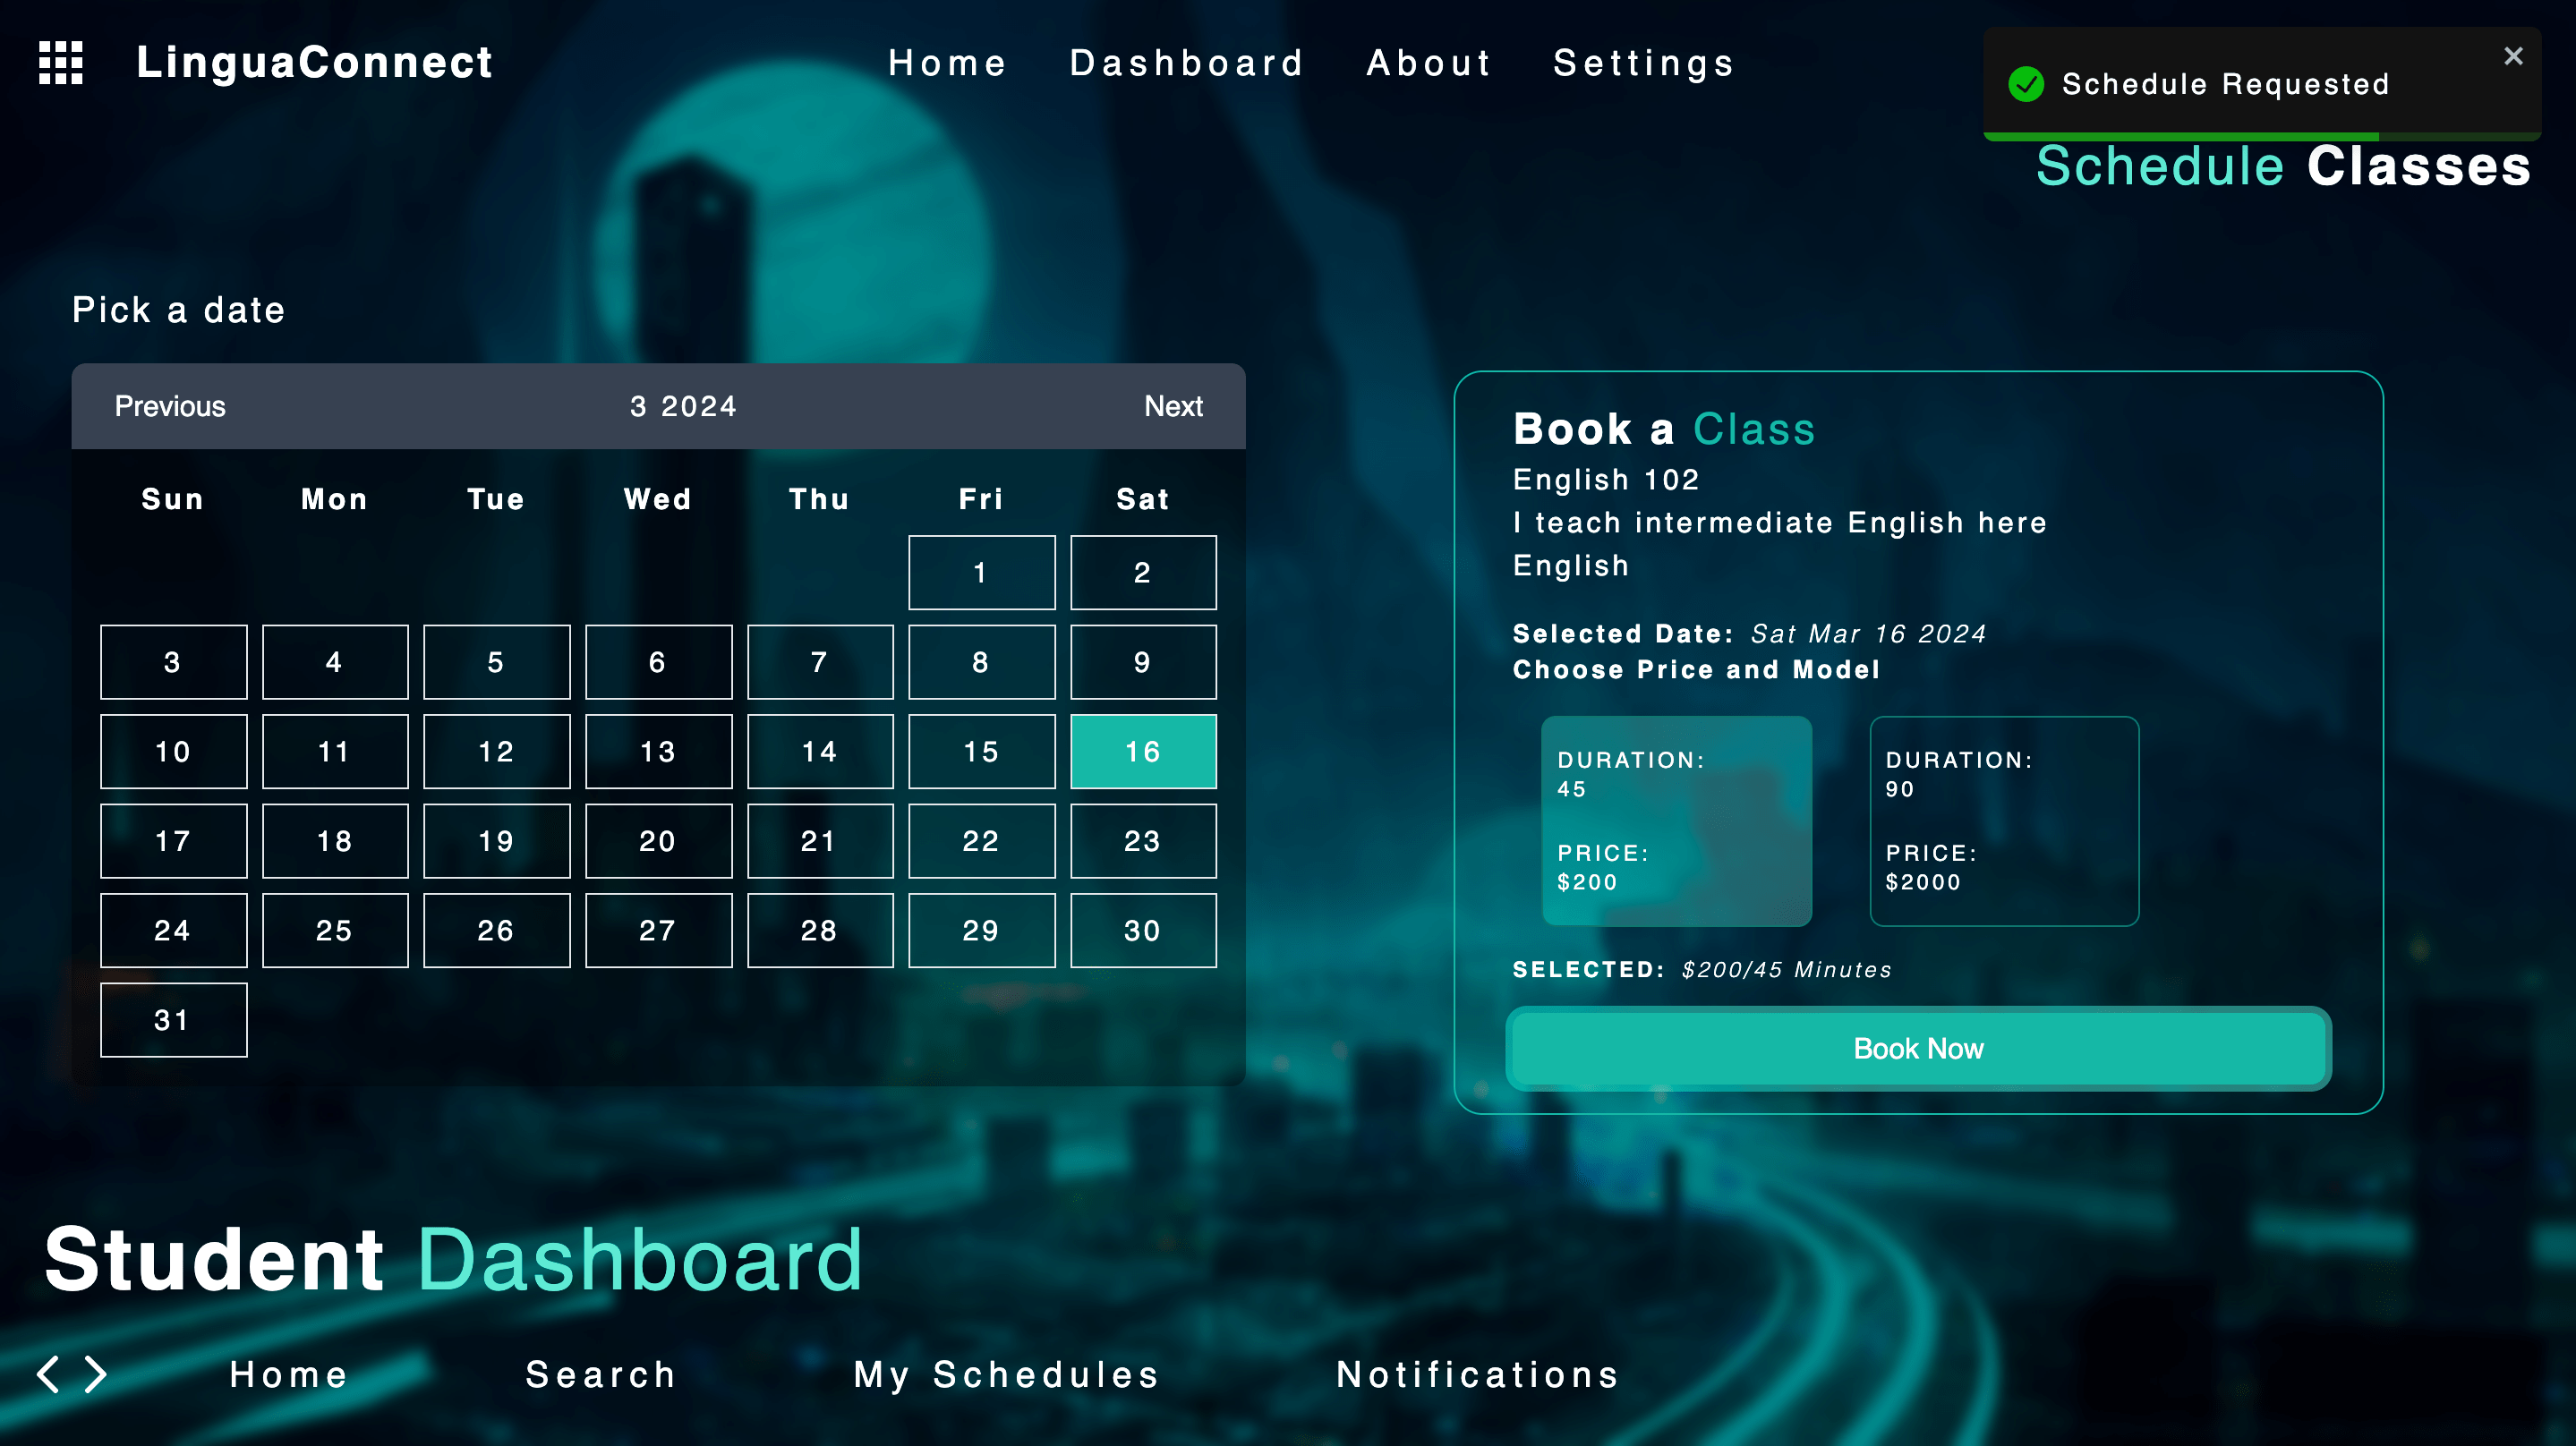 LinguaConnect
Home Dashboard About Settings
Schedule Requested
Schedule Classes
Pick a date
Previous 3 2024 Next
Sun Mon Tue Wed Thu Fri Sat
1 2
3 4 5 6 7 8 9
10 11 12 13 14 15 16
17 18 19 20 21 22 23
24 25 26 27 28 29 30
31
Book a Class
English 102
I teach intermediate English here
English
Selected Date: Sat Mar 16 2024
Choose Price and Model
DURATION:
45
PRICE:
$200
DURATION:
90
PRICE:
$2000
SELECTED: $200/45 Minutes
Book Now
Student Dashboard
Home Search My Schedules Notifications